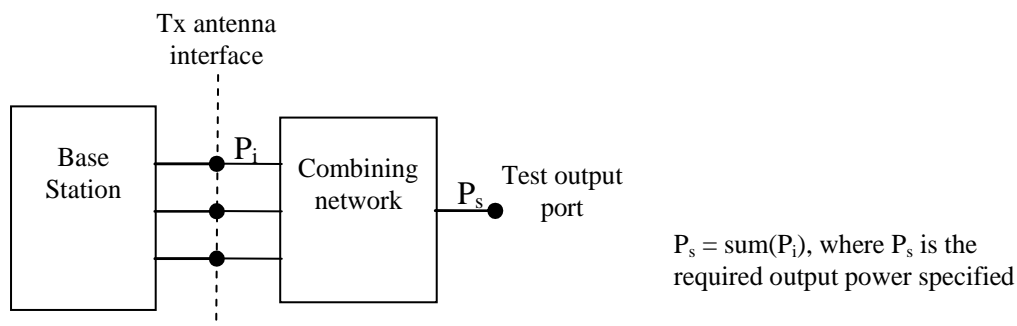 Tx antenna
interface
Base
Station
Pi
Combining
network
Ps
Test output
port
Ps = sum(Pi), where Ps is the
required output power specified